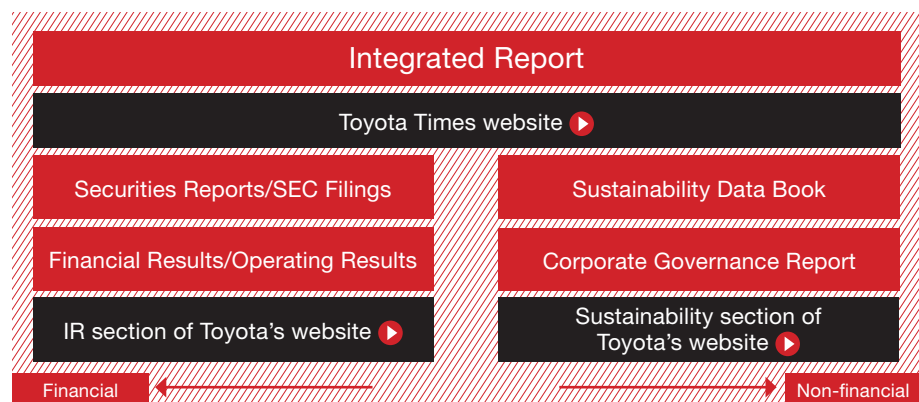 Integrated Report
Toyota Times website
Securities Reports/SEC Filings
Sustainability Data Book
Financial Results/Operating Results
Corporate Governance Report
IR section of Toyota's website
Sustainability section of
Toyota's website
Financial
Non-financial